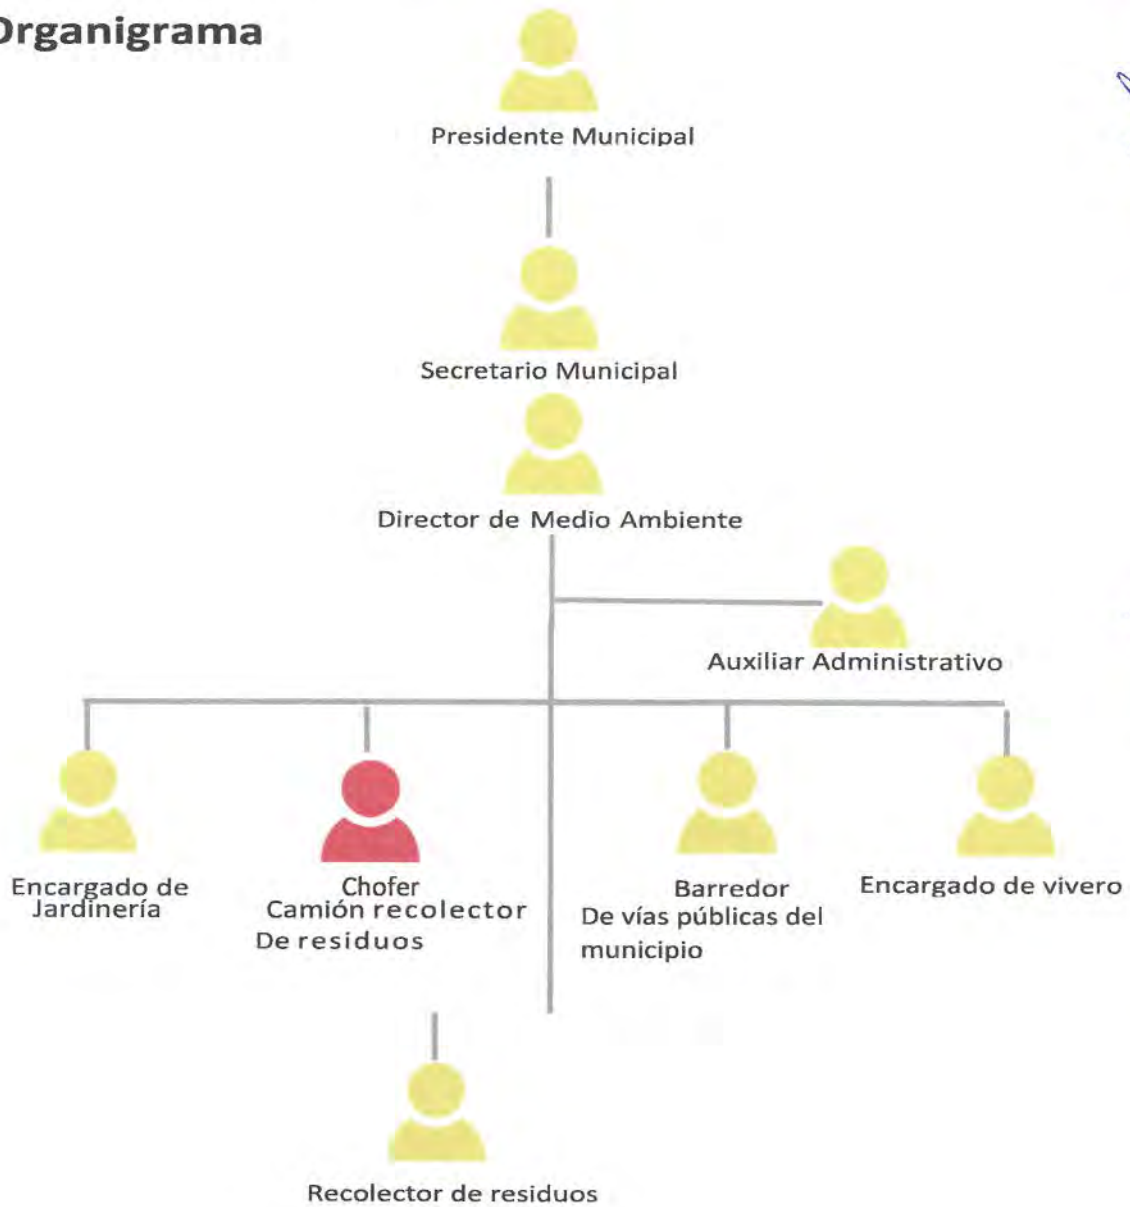 Organigrama
Presidente Municipal
Secretario Municipal
Director de Medio Ambiente
Auxiliar Administrativo
Encargado de
Jardinería
Chofer
Camión recolector
De residuos
Barredor
De vías públicas del
municipio
Encargado de vivero
Recolector de residuos